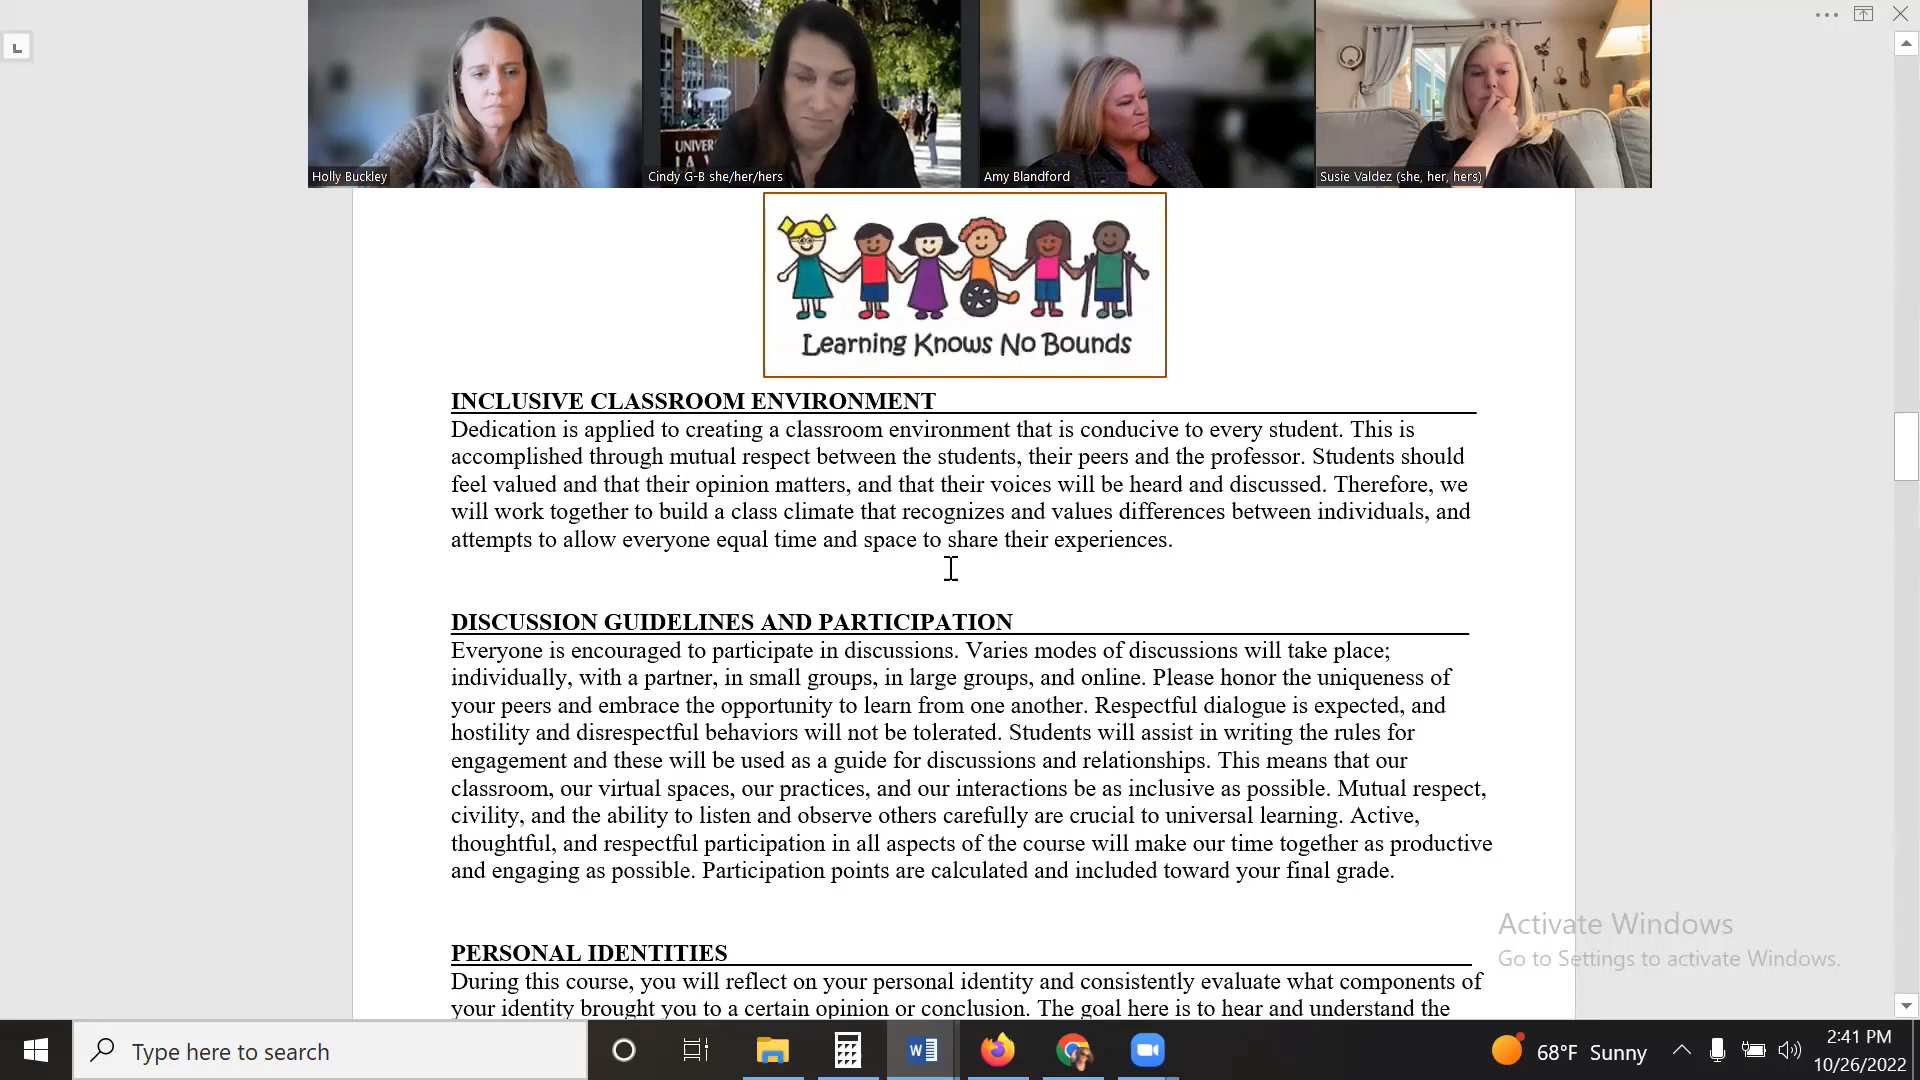 Holly Buckley
UNIVER
LA V
Cindy G-B she/her/hers
Amy Blandford
Susie Valdez (she, her, hers)
Learning Knows No Bounds
INCLUSIVE CLASSROOM ENVIRONMENT
Dedication is applied to creating a classroom environment that is conducive to every student. This is
accomplished through mutual respect between the students, their peers and the professor. Students should
feel valued and that their opinion matters, and that their voices will be heard and discussed. Therefore, we
will work together to build a class climate that recognizes and values differences between individuals, and
attempts to allow everyone equal time and space to share their experiences.
DISCUSSION GUIDELINES AND PARTICIPATION
Everyone is encouraged to participate in discussions. Varies modes of discussions will take place;
individually, with a partner, in small groups, in large groups, and online. Please honor the uniqueness of
your peers and embrace the opportunity to learn from one another. Respectful dialogue is expected, and
hostility and disrespectful behaviors will not be tolerated. Students will assist in writing the rules for
engagement and these will be used as a guide for discussions and relationships. This means that our
classroom, our virtual spaces, our practices, and our interactions be as inclusive as possible. Mutual respect,
civility, and the ability to listen and observe others carefully are crucial to universal learning. Active,
thoughtful, and respectful participation in all aspects of the course will make our time together as productive
and engaging as possible. Participation points are calculated and included toward your final grade.
Activate Windows
Go to Settings to activate Windows.
PERSONAL IDENTITIES
During this course, you will reflect on your personal identity and consistently evaluate what components of
your identity brought you to a certain opinion or conclusion. The goal here is to hear and understand the
Type here to search
68°F Sunny
2:41 PM
10/26/2022